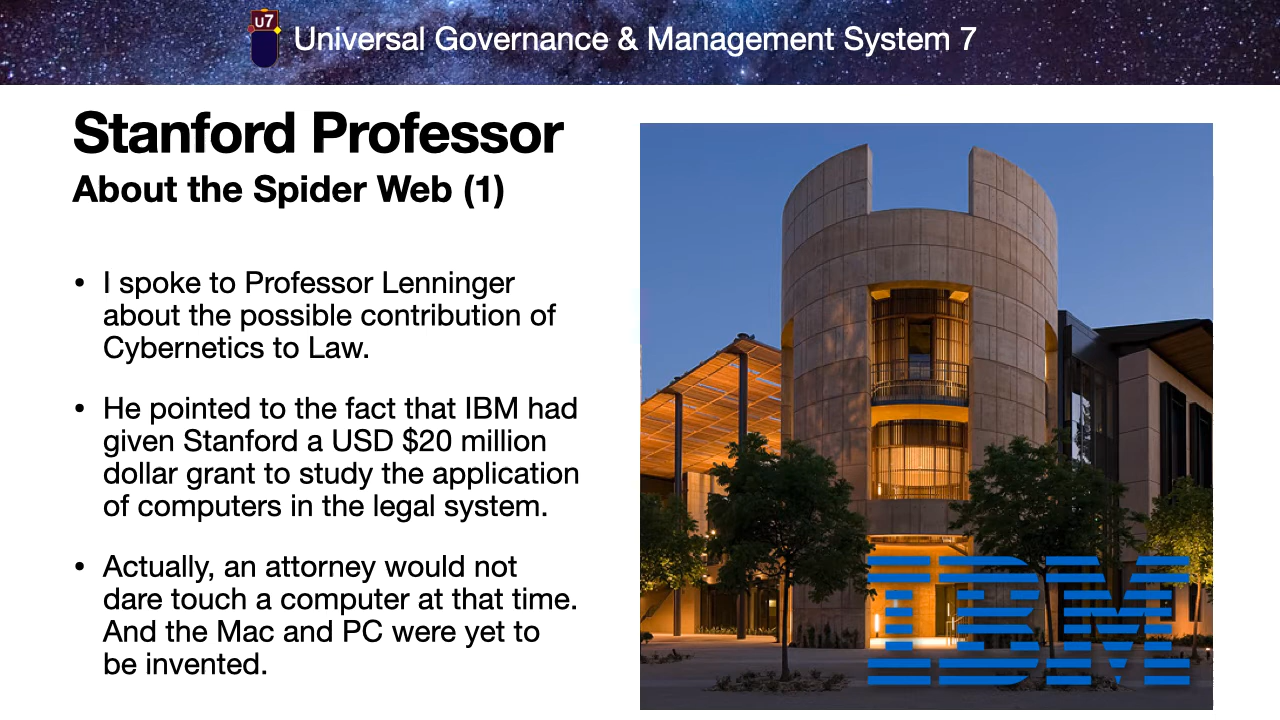 U7
Universal Governance & Management System 7
Stanford Professor
About the Spider Web (1)
• I spoke to Professor Lenninger
about the possible contribution of
Cybernetics to Law.
• He pointed to the fact that IBM had
given Stanford a USD $20 million
dollar grant to study the application
of computers in the legal system.
• Actually, an attorney would not
dare touch a computer at that time.
And the Mac and PC were yet to
be invented.
IBM